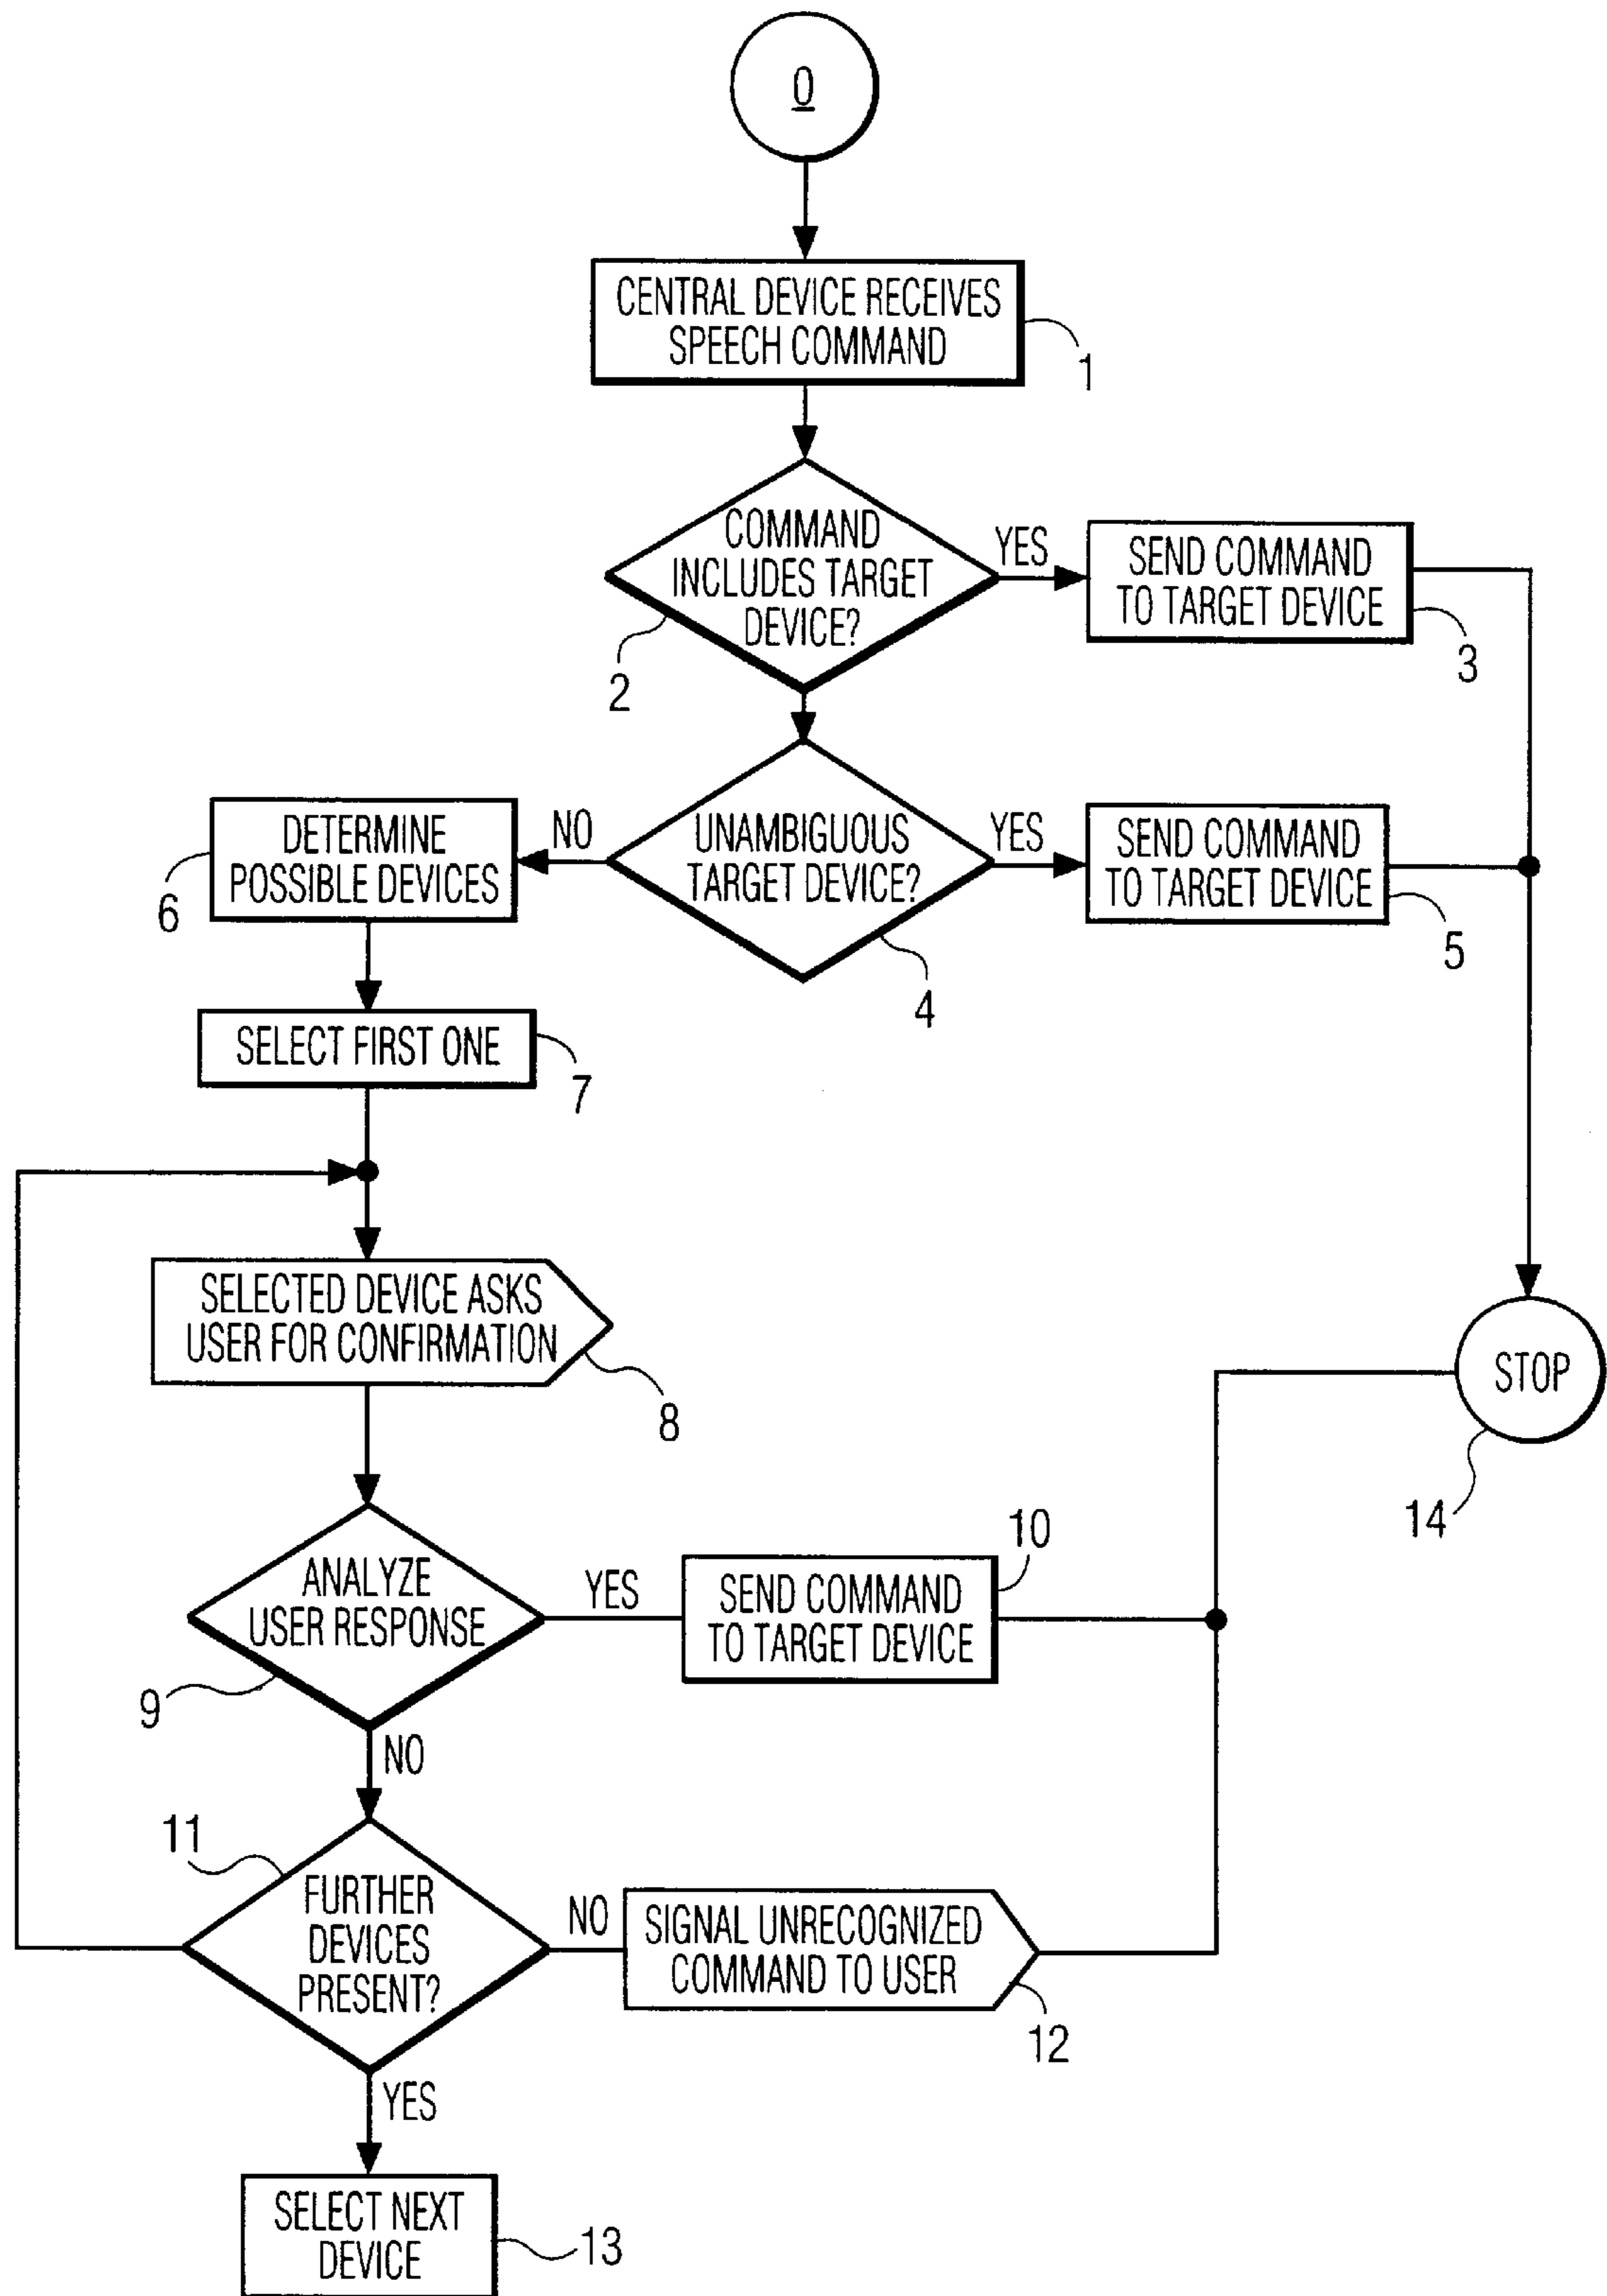 0
CENTRAL DEVICE RECEIVES
SPEECH COMMAND
1
COMMAND
INCLUDES TARGET
DEVICE?
2
YES
SEND COMMAND
TO TARGET DEVICE
3
UNAMBIGUOUS
TARGET DEVICE?
4
YES
SEND COMMAND
TO TARGET DEVICE
5
NO
DETERMINE
POSSIBLE DEVICES
6
SELECT FIRST ONE
7
SELECTED DEVICE ASKS
USER FOR CONFIRMATION
8
STOP
14
ANALYZE
USER RESPONSE
9
YES
SEND COMMAND
TO TARGET DEVICE
10
NO
FURTHER
DEVICES
PRESENT?
11
NO
SIGNAL UNRECOGNIZED
COMMAND TO USER
12
YES
SELECT NEXT
DEVICE
13